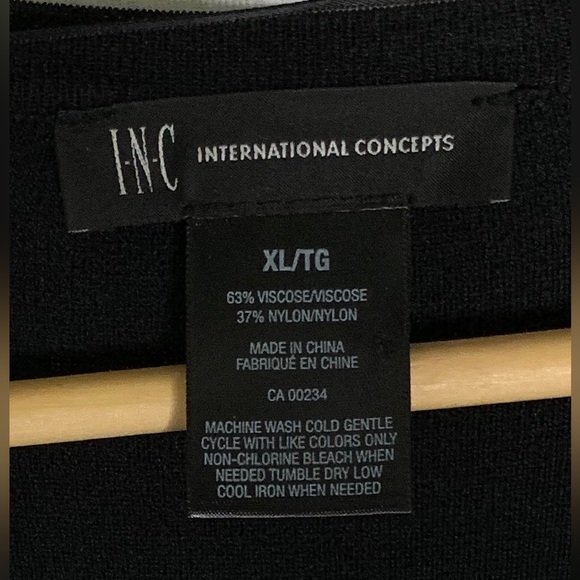 I·N·C INTERNATIONAL CONCEPTS
XL/TG
63% VISCOSE/VISCOSE
37% NYLON/NYLON
MADE IN CHINA
FABRIQUÉ EN CHINE
CA 00234
MACHINE WASH COLD GENTLE
CYCLE WITH LIKE COLORS ONLY
NON-CHLORINE BLEACH WHEN
NEEDED TUMBLE DRY LOW
COOL IRON WHEN NEEDED